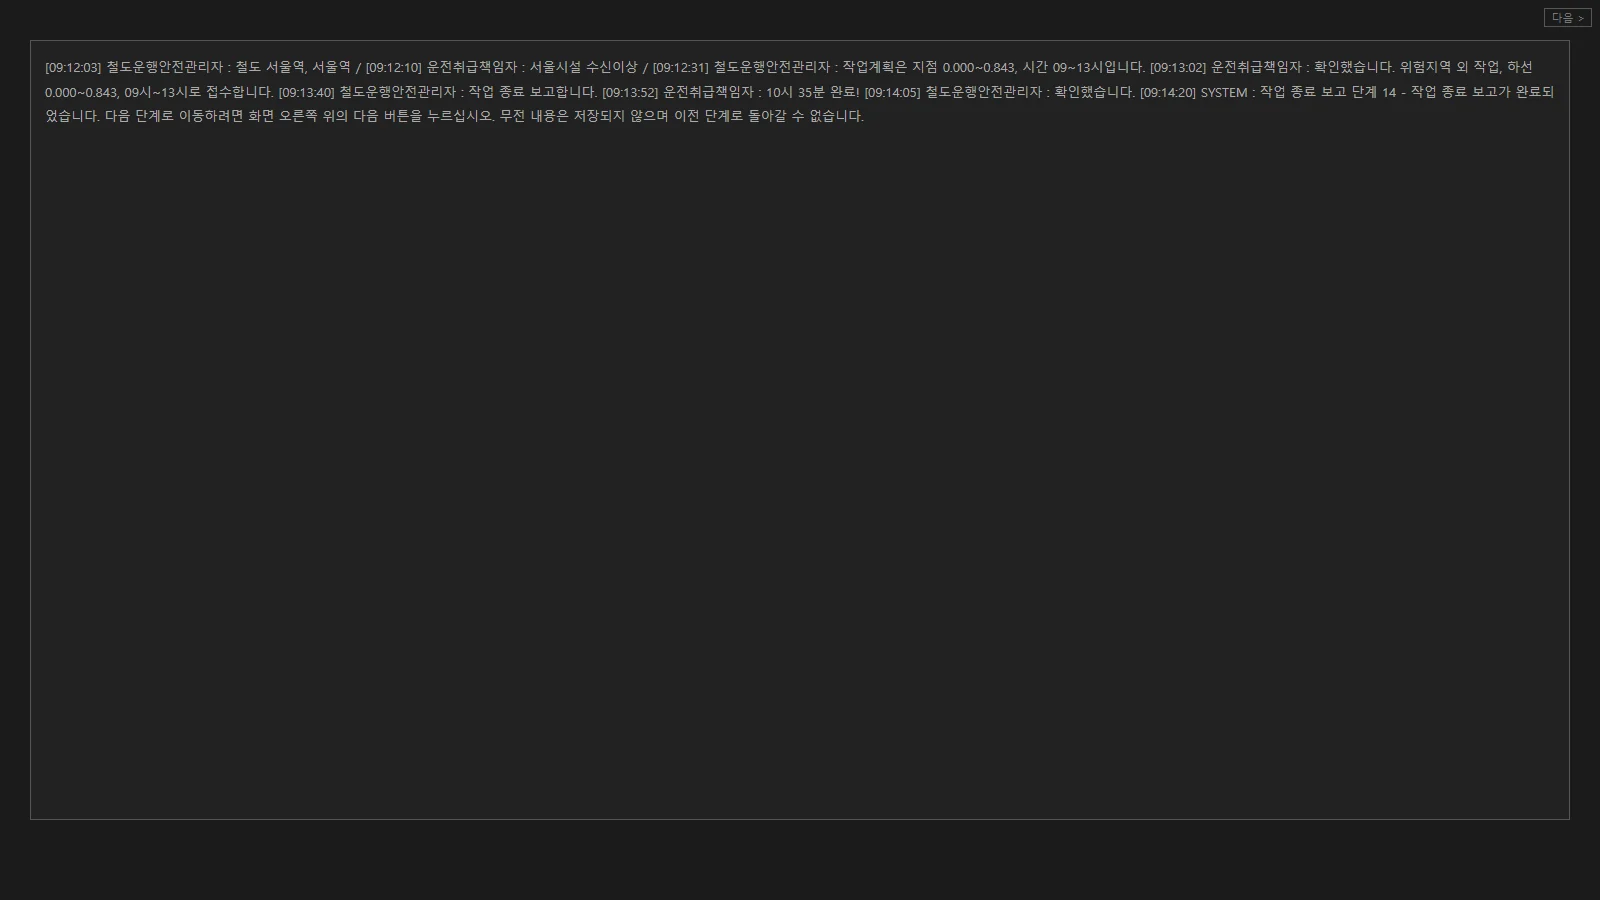 다음 >
[09:12:03] 철도운행안전관리자 : 철도 서울역, 서울역 / [09:12:10] 운전취급책임자 : 서울시설 수신이상 / [09:12:31] 철도운행안전관리자 : 작업계획은 지점 0.000~0.843, 시간 09~13시입니다. [09:13:02] 운전취급책임자 : 확인했습니다. 위험지역 외 작업, 하선
0.000~0.843, 09시~13시로 접수합니다. [09:13:40] 철도운행안전관리자 : 작업 종료 보고합니다. [09:13:52] 운전취급책임자 : 10시 35분 완료! [09:14:05] 철도운행안전관리자 : 확인했습니다. [09:14:20] SYSTEM : 작업 종료 보고 단계 14 - 작업 종료 보고가 완료되
었습니다. 다음 단계로 이동하려면 화면 오른쪽 위의 다음 버튼을 누르십시오. 무전 내용은 저장되지 않으며 이전 단계로 돌아갈 수 없습니다.